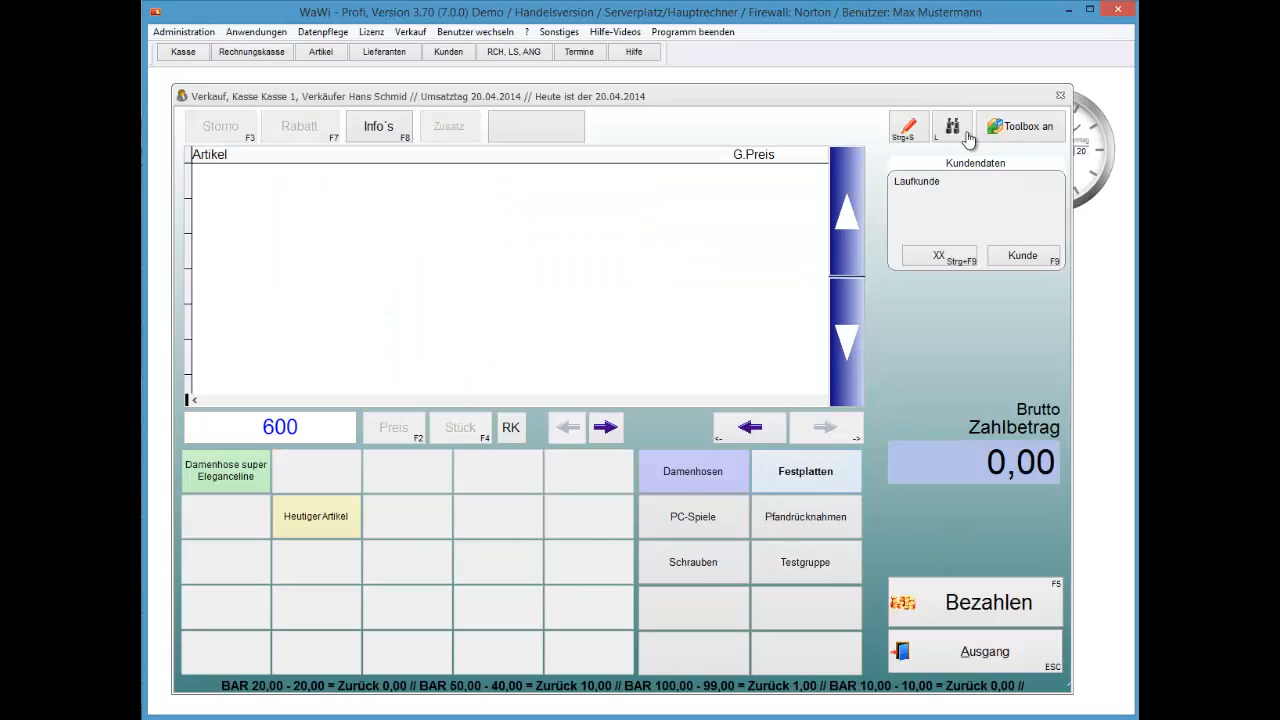 WaWi - Profi, Version 3.70 (7.0.0) Demo / Handelsversion / Serverplatz/Hauptrechner / Firewall: Norton / Benutzer: Max Mustermann
Administration Anwendungen Datenpflege Lizenz Verkauf Benutzer wechseln ? Sonstiges Hilfe-Videos Programm beenden
Kasse Rechnungskasse Artikel Lieferanten Kunden RCH, LS, ANG Termine Hilfe
Verkauf, Kasse Kasse 1, Verkäufer Hans Schmid // Umsatztag 20.04.2014 // Heute ist der 20.04.2014
Storno F3 Rabatt F7 Info´s F8 Zusatz Strg+S L Toolbox an
20
Artikel G.Preis
Kundendaten
Laufkunde
XX Strg+F9 Kunde F9
<
Brutto
Zahlbetrag
0,00
600 Preis F2 Stück F4 RK <- ->
Damenhose super
Eleganceline
Damenhosen Festplatten
Heutiger Artikel PC-Spiele Pfandrücknahmen
Schrauben Testgruppe
Bezahlen F5
Ausgang ESC
BAR 20,00 - 20,00 = Zurück 0,00 // BAR 50,00 - 40,00 = Zurück 10,00 // BAR 100,00 - 99,00 = Zurück 1,00 // BAR 10,00 - 10,00 = Zurück 0,00 //